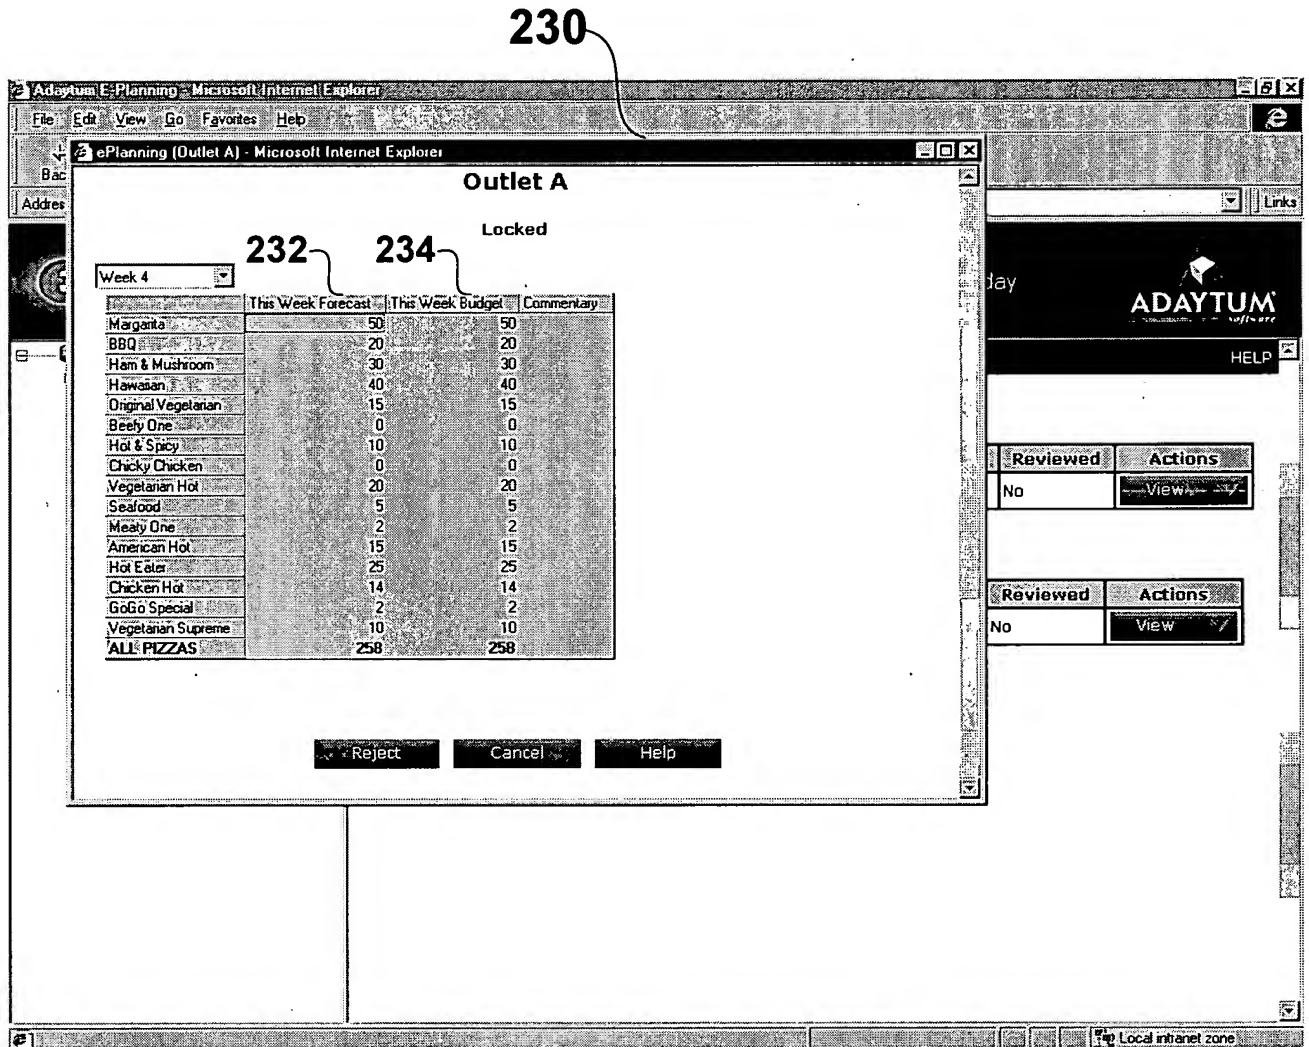 230
Adaytum E-Planning - Microsoft Internet Explorer
File Edit View Go Favorites Help
ePlanning (Outlet A) - Microsoft Internet Explorer
Bac
Outlet A
Addres
Links
Locked
232 234
Week 4
day
ADAYTUM
software
This Week Forecast This Week Budget Commentary
Margarita 50 50
BBQ 20 20
Ham & Mushroom 30 30
HELP
Hawaiian 40 40
Original Vegetarian 15 15
Beefy One 0 0
Hot & Spicy 10 10
Reviewed Actions
Chicky Chicken 0 0
Vegetarian Hot 20 20
No View
Seafood 5 5
Meaty One 2 2
American Hot 15 15
Hot Eater 25 25
Chicken Hot 14 14
Reviewed Actions
GoGo Special 2 2
Vegetarian Supreme 10 10
No View
ALL PIZZAS 258 258
Reject Cancel Help
Local intranet zone